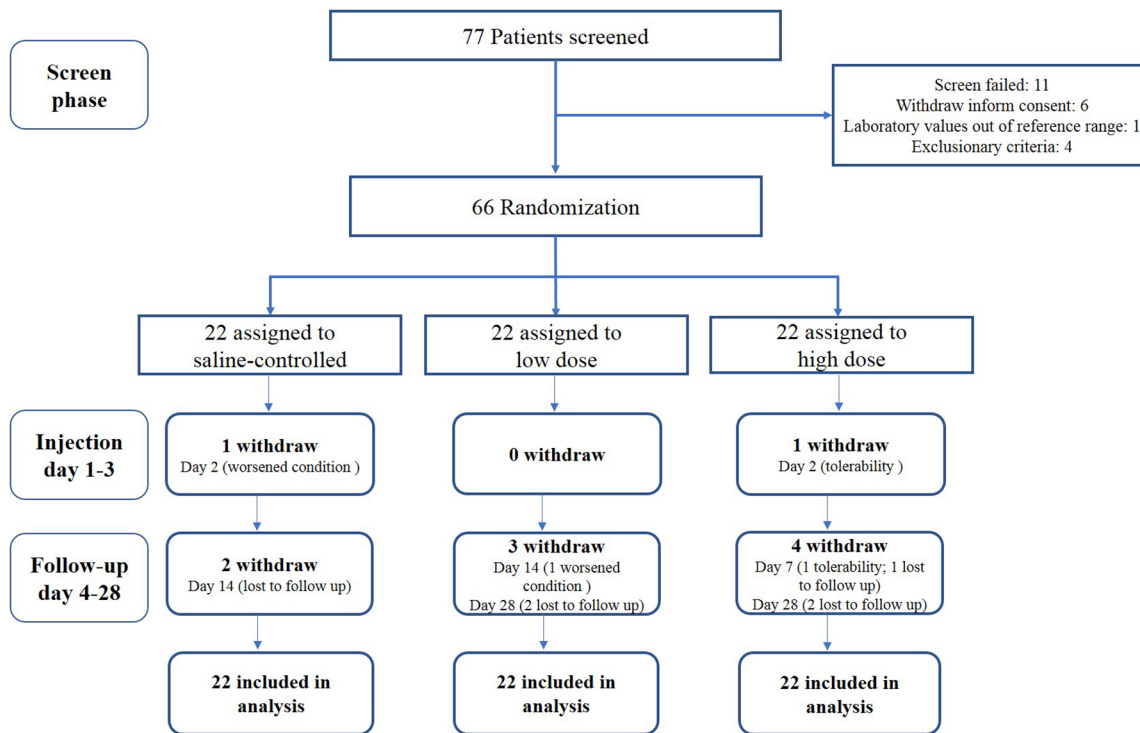 77 Patients screened
Screen
phase
Screen failed: 11
Withdraw inform consent: 6
Laboratory values out of reference range: 1
Exclusionary criteria: 4
66 Randomization
22 assigned to
saline-controlled
22 assigned to
low dose
22 assigned to
high dose
Injection
day 1-3
1 withdraw
Day 2 (worsened condition )
0 withdraw
1 withdraw
Day 2 (tolerability )
Follow-up
day 4-28
2 withdraw
Day 14 (lost to follow up)
3 withdraw
Day 14 (1 worsened
condition )
Day 28 (2 lost to follow up)
4 withdraw
Day 7 (1 tolerability; 1 lost
to follow up)
Day 28 (2 lost to follow up)
22 included in
analysis
22 included in
analysis
22 included in
analysis